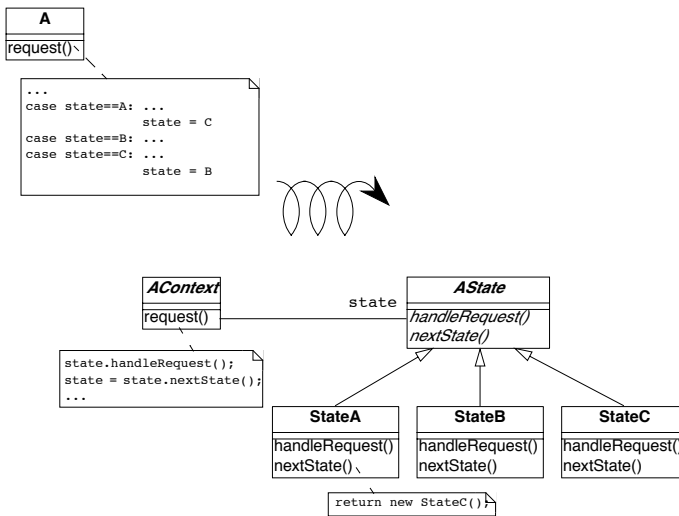 A
request()
...
case state==A: ...
state = C
case state==B: ...
case state==C: ...
state = B
AContext
request()
state
AState
handleRequest()
nextState()
state.handleRequest();
state = state.nextState();
...
StateA
handleRequest()
nextState()
StateB
handleRequest()
nextState()
StateC
handleRequest()
nextState()
return new StateC();